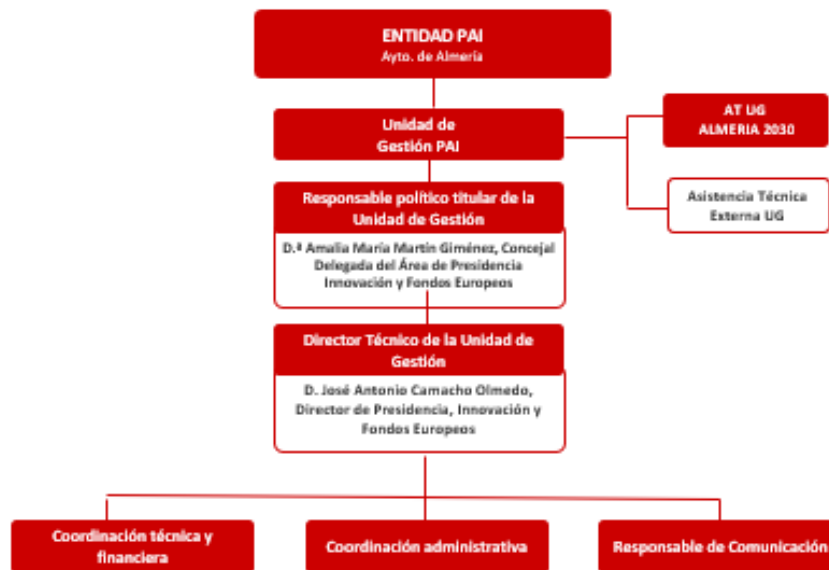 ENTIDAD PAI
Ayto. de Almería
Unidad de
Gestión PAI
AT UG
ALMERIA 2030
Asistencia Técnica
Externa UG
Responsable político titular de la
Unidad de Gestión
D.ª Amalia María Martín Giménez, Concejal
Delegada del Área de Presidencia
Innovación y Fondos Europeos
Director Técnico de la Unidad de
Gestión
D. José Antonio Camacho Olmedo,
Director de Presidencia, Innovación y
Fondos Europeos
Coordinación técnica y
financiera
Coordinación administrativa
Responsable de Comunicación